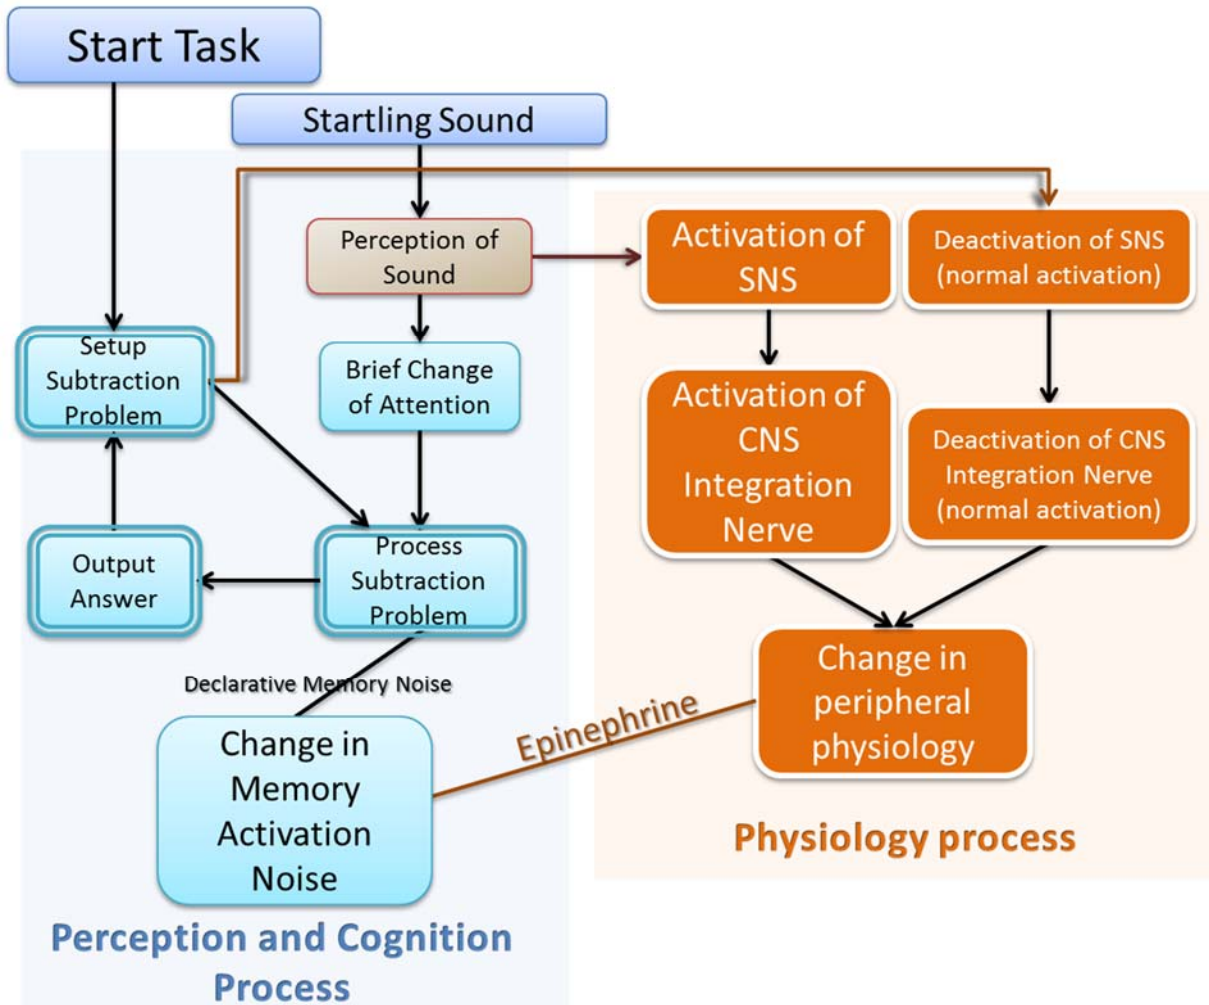 Start Task
Startling Sound
Perception of
Sound
Activation of
SNS
Deactivation of SNS
(normal activation)
Setup
Subtraction
Problem
Brief Change
of Attention
Activation of
CNS
Integration
Nerve
Deactivation of CNS
Integration Nerve
(normal activation)
Output
Answer
Process
Subtraction
Problem
Change in
peripheral
physiology
Declarative Memory Noise
Epinephrine
Change in
Memory
Activation
Noise
Physiology process
Perception and Cognition
Process